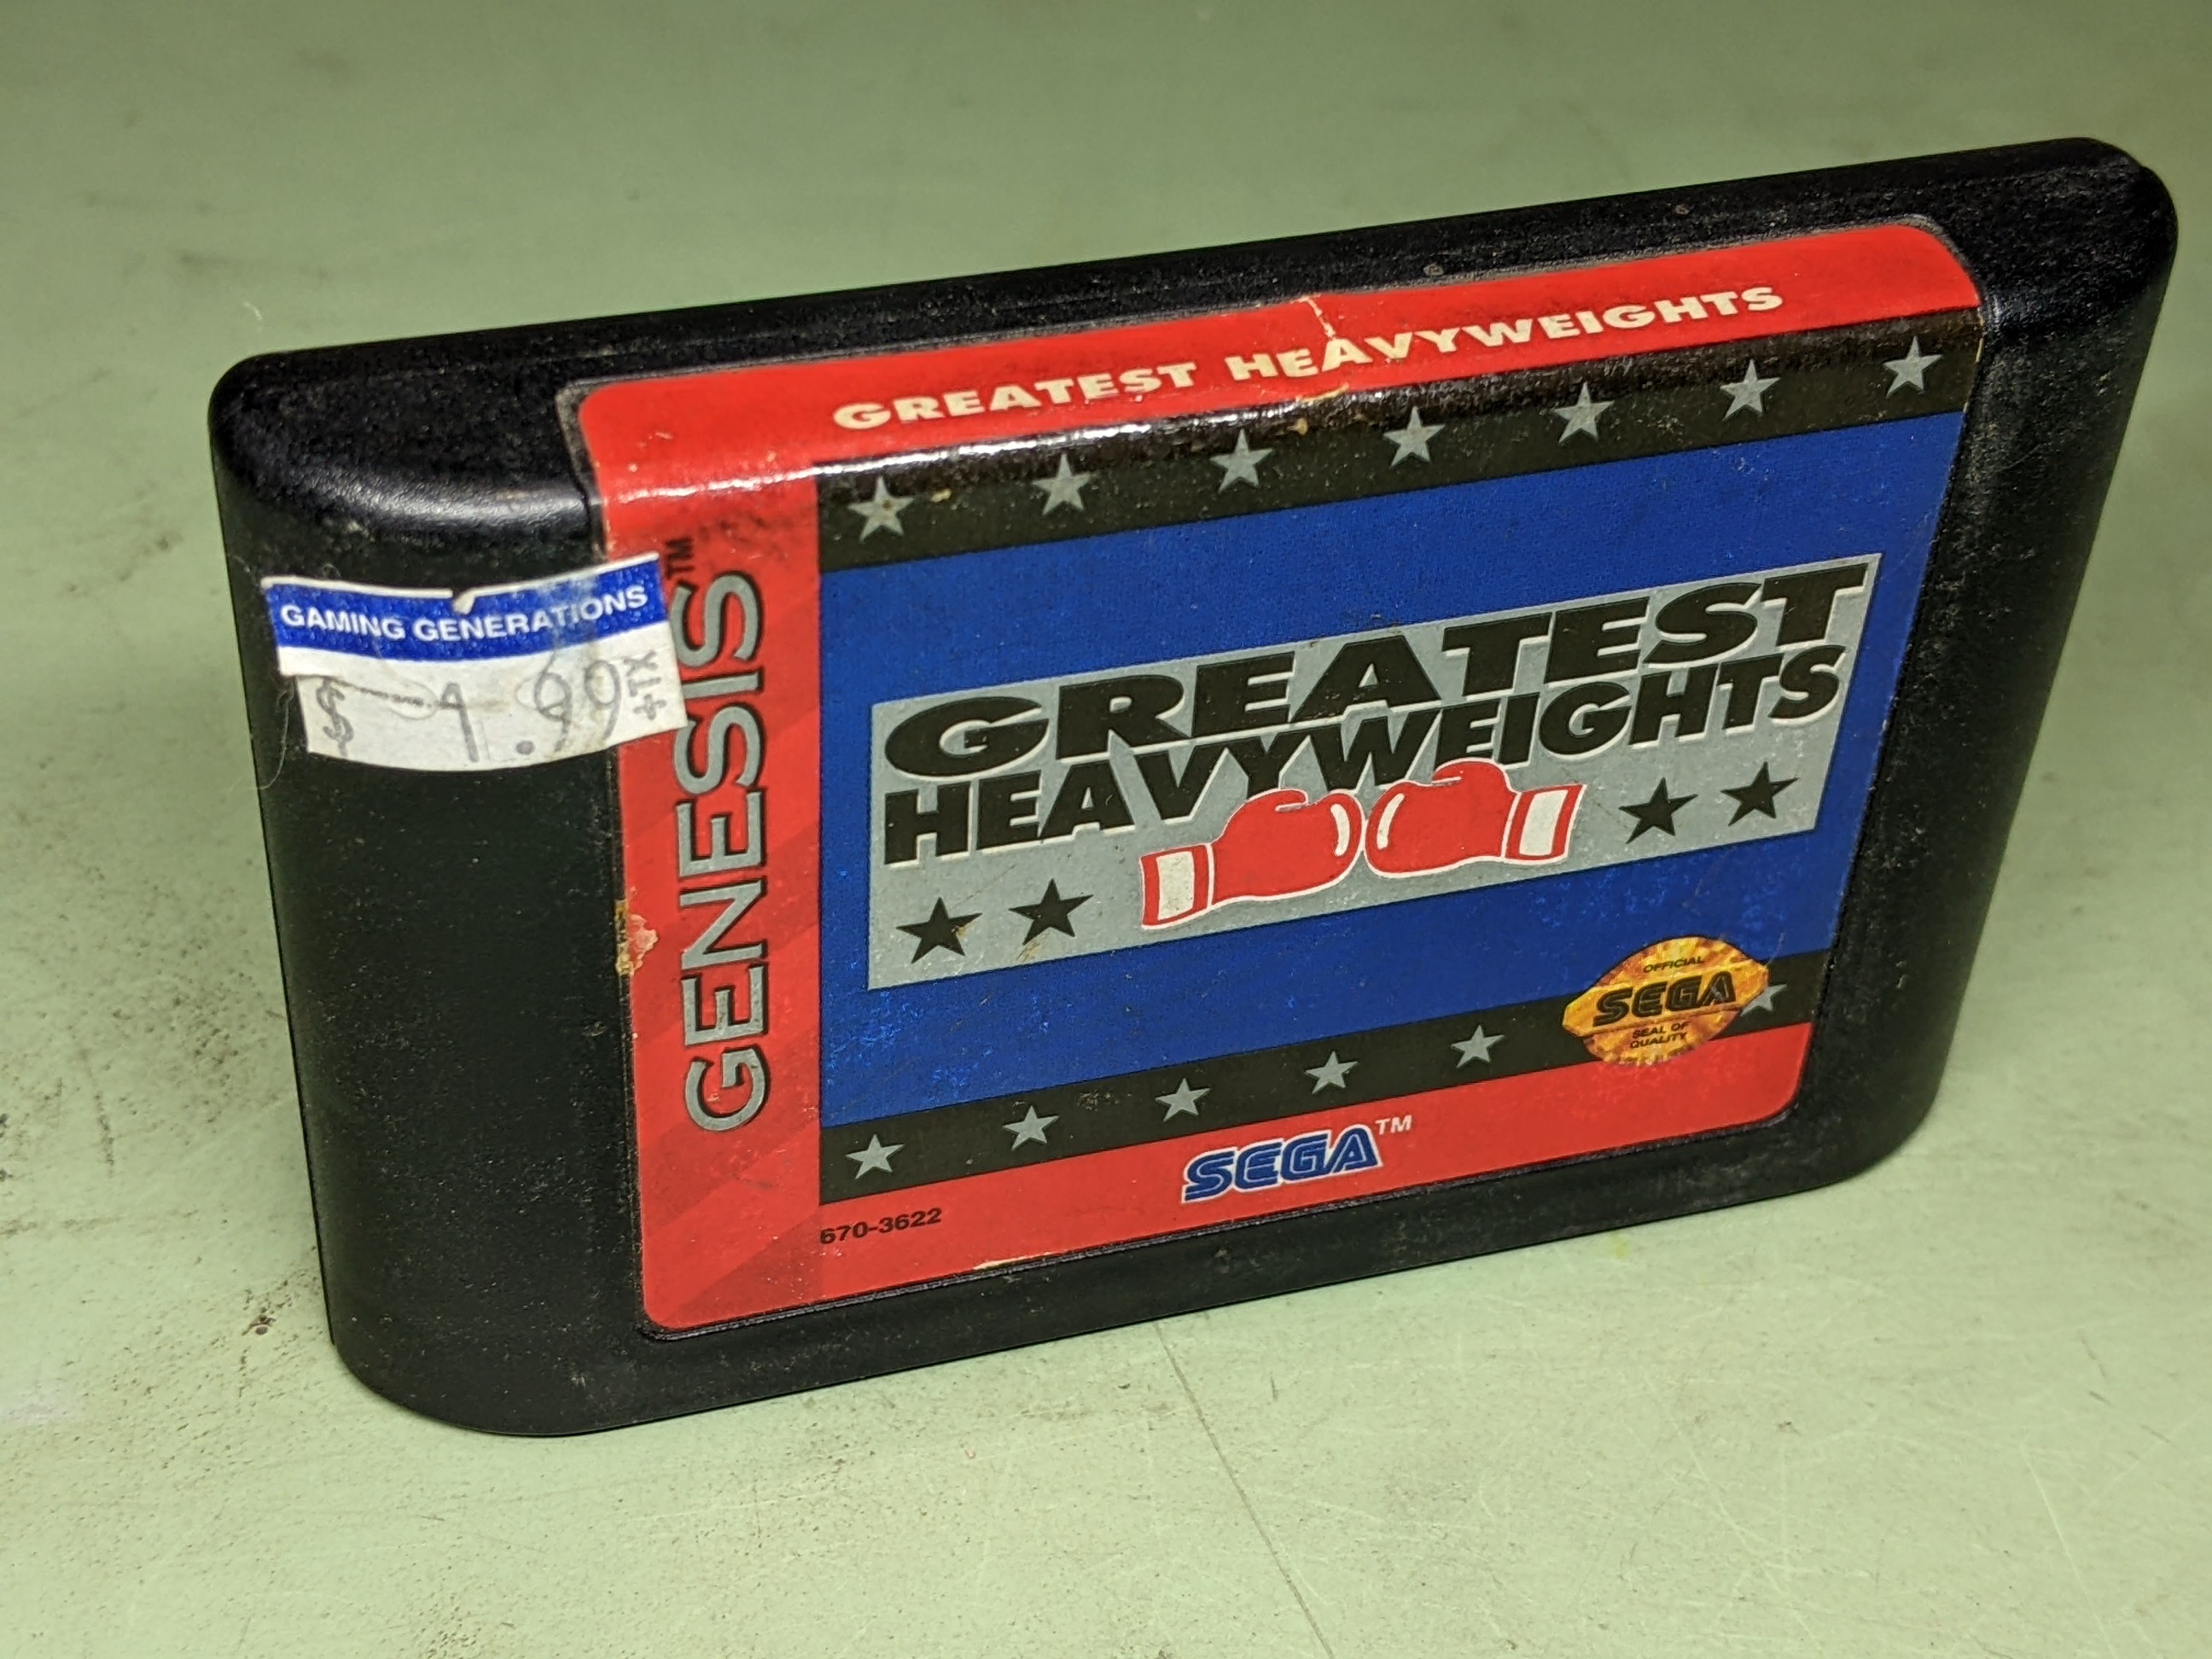 GREATEST HEAVYWEIGHTS
GAMING GENERATIONS
$ 4.99 +TX
GENESIS™
GREATEST
HEAVYWEIGHTS
OFFICIAL
SEGA
SEAL OF
QUALITY
SEGA™
670-3622